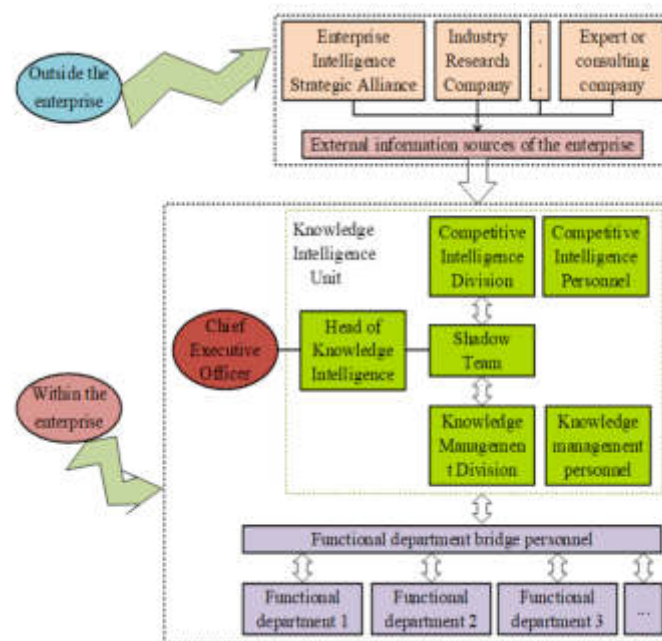 Outside the
enterprise
Enterprise
Intelligence
Strategic Alliance
Industry
Research
Company
.
.
.
Expert or
consulting
company
External information sources of the enterprise
Knowledge
Intelligence
Unit
Competitive
Intelligence
Division
Competitive
Intelligence
Personnel
Chief
Executive
Officer
Head of
Knowledge
Intelligence
Shadow
Team
Within the
enterprise
Knowledge
Managemen
t Division
Knowledge
management
personnel
Functional department bridge personnel
Functional
department 1
Functional
department 2
Functional
department 3
...